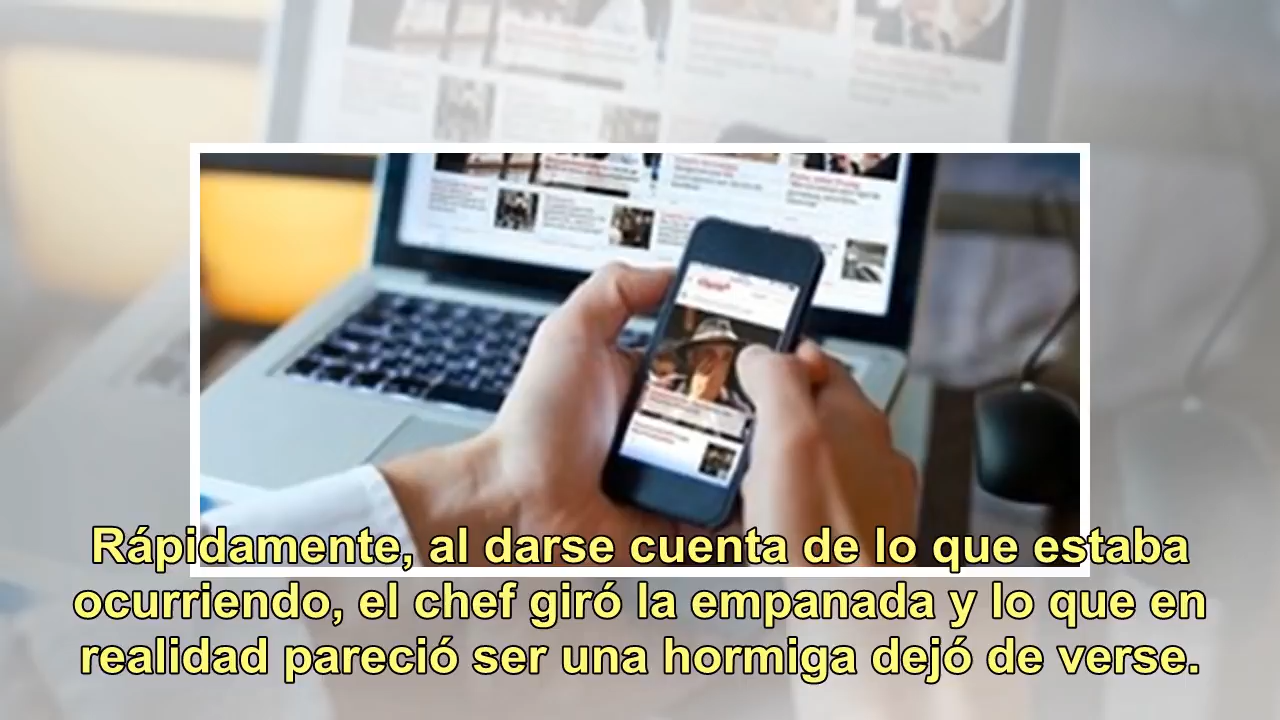 Rápidamente, al darse cuenta de lo que estaba
ocurriendo, el chef giró la empanada y lo que en
realidad pareció ser una hormiga dejó de verse.